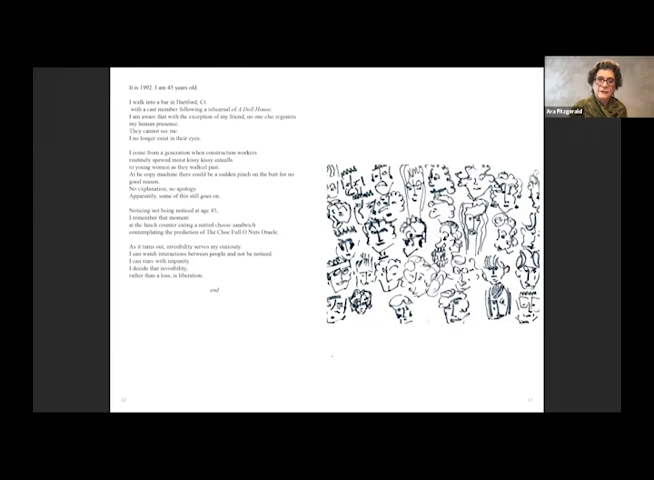 It is 1992. I am 45 years old.
I walk into a bar in Hartford, Ct.
with a cast member following a rehearsal of A Doll House.
I am aware that with the exception of my friend, no one else registers
my human presence.
They cannot see me.
I no longer exist in their eyes.
I come from a generation when construction workers
routinely spewed moist kissy kissy catcalls
to young women as they walked past.
At the copy machine there could be a sudden pinch on the butt for no
good reason.
No explanation, no apology.
Apparently, some of this still goes on.
Noticing not being noticed at age 45,
I remember that moment
at the lunch counter eating a melted cheese sandwich
contemplating the prediction of The Chock Full O Nuts Oracle.
As it turns out, invisibility serves my curiosity.
I can watch interactions between people and not be noticed
I can stare with impunity
I decide that invisibility,
rather than a loss, is liberation
end
Ara Fitzgerald